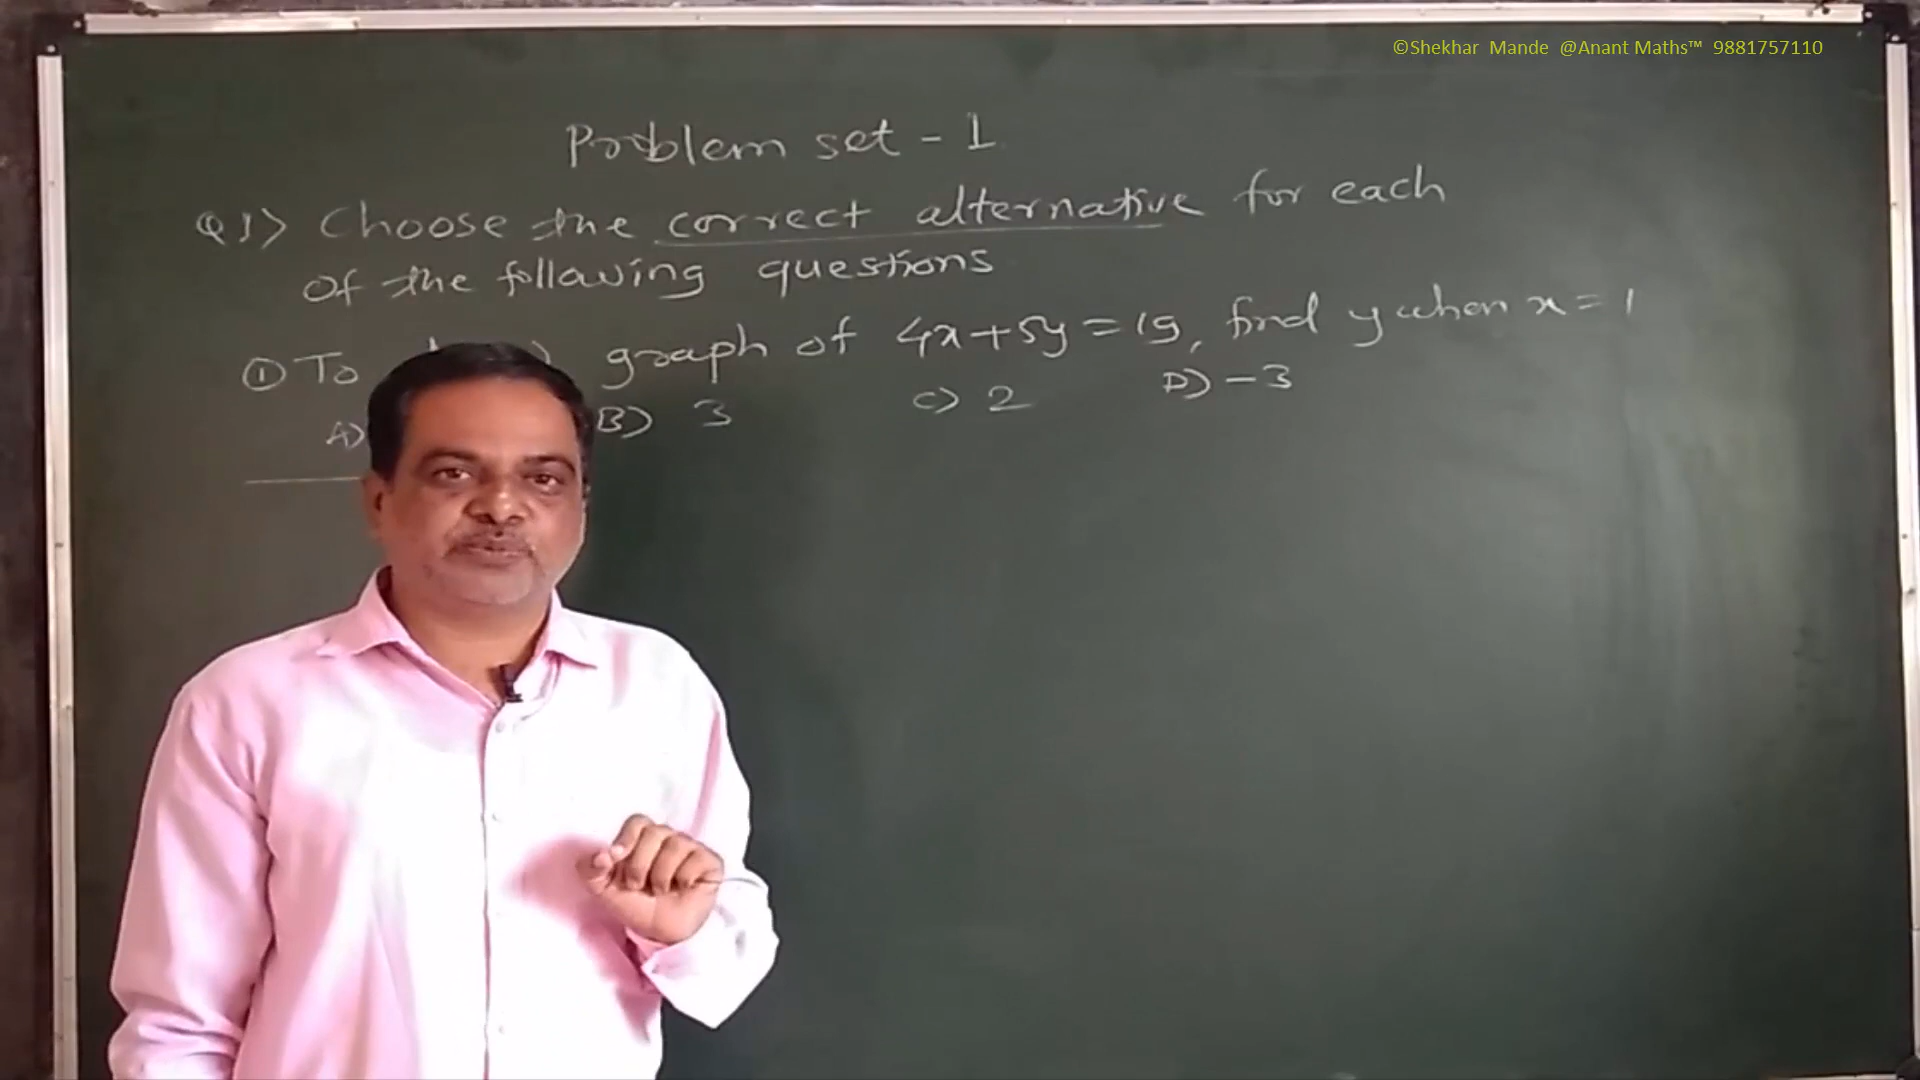 ©Shekhar Mande @Anant Maths™ 9881757110
Problem set - 1
Q 1> Choose the correct alternative for each
of the following questions
① To graph of 4x+5y=19, find y when x = 1
A) B) 3 C) 2 D) -3